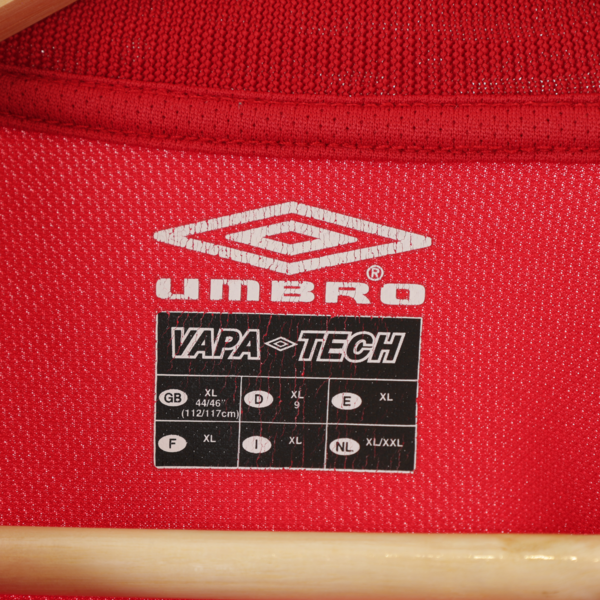 UMBRO®
VAPA TECH
GB XL 44/46" (112/117cm)
D XL 9
E XL
F XL
I XL
NL XL/XXL